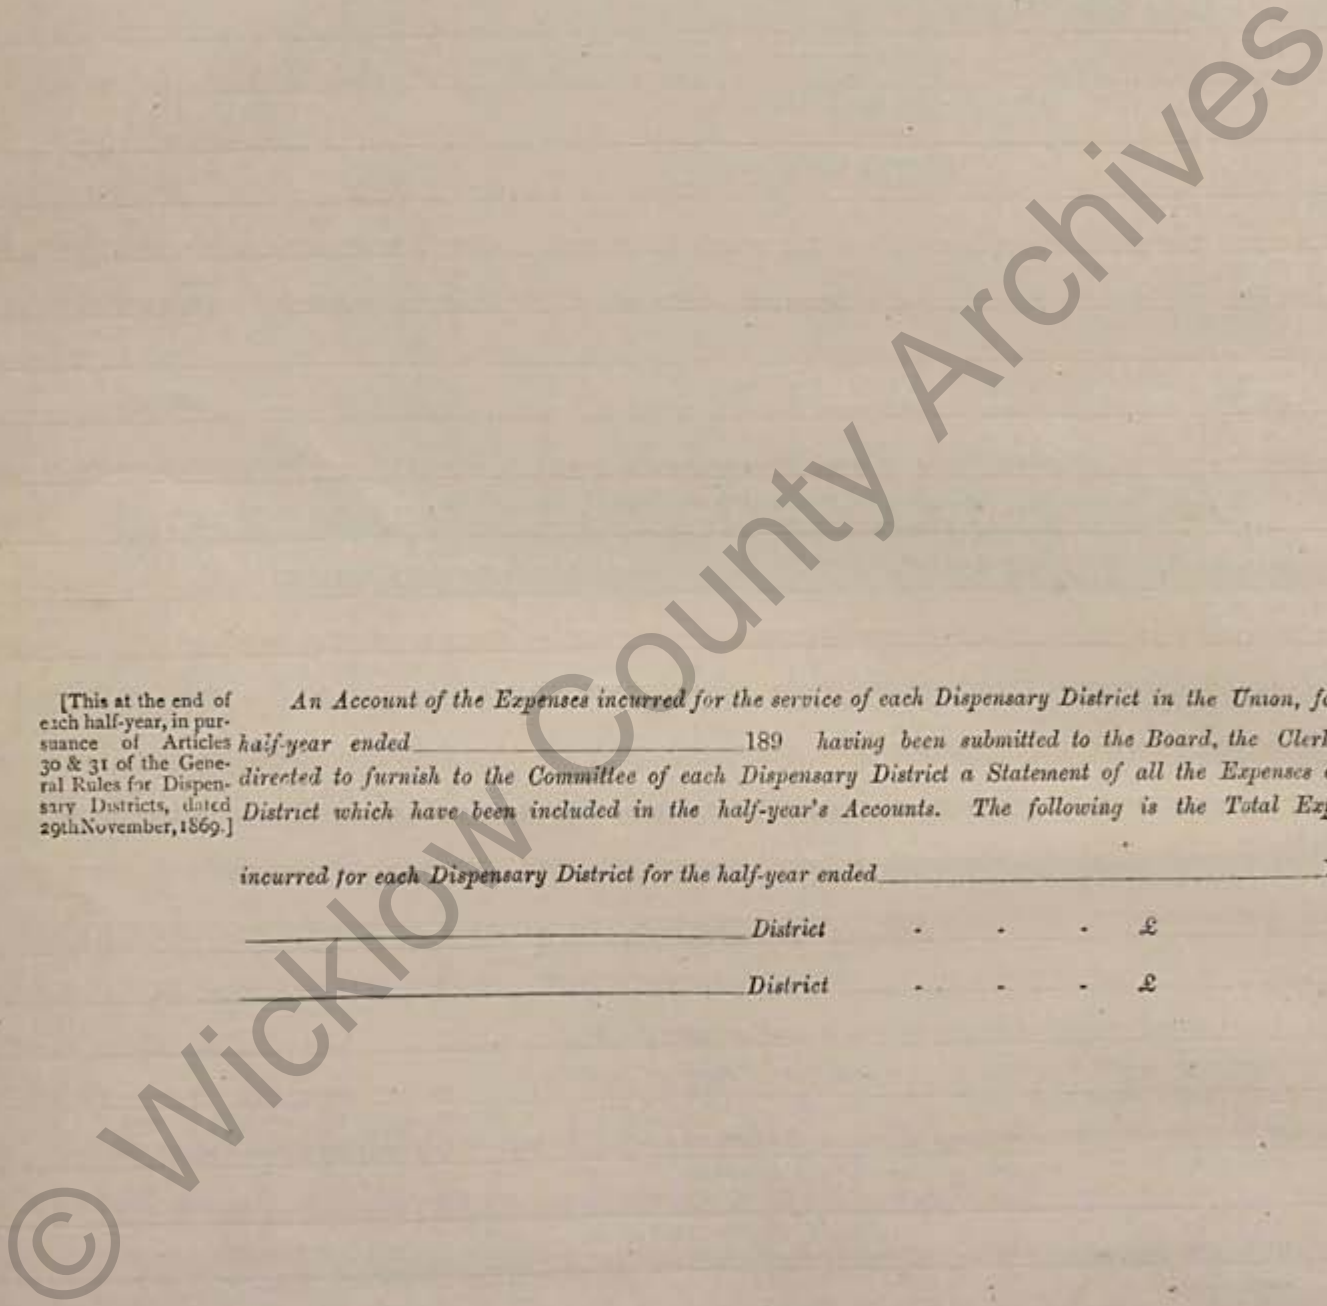 [This at the end of
each half-year, in pur-
suance of Articles
30 & 31 of the Gene-
ral Rules for Dispen-
sary Districts, dated
29th November, 1869.]
An Account of the Expenses incurred for the service of each Dispensary District in the Union, fo
half-year ended 189 having been submitted to the Board, the Clerk
directed to furnish to the Committee of each Dispensary District a Statement of all the Expenses
District which have been included in the half-year's Accounts. The following is the Total Exp
incurred for each Dispensary District for the half-year ended
District - - - £
District - - - £
© Wicklow County Archives